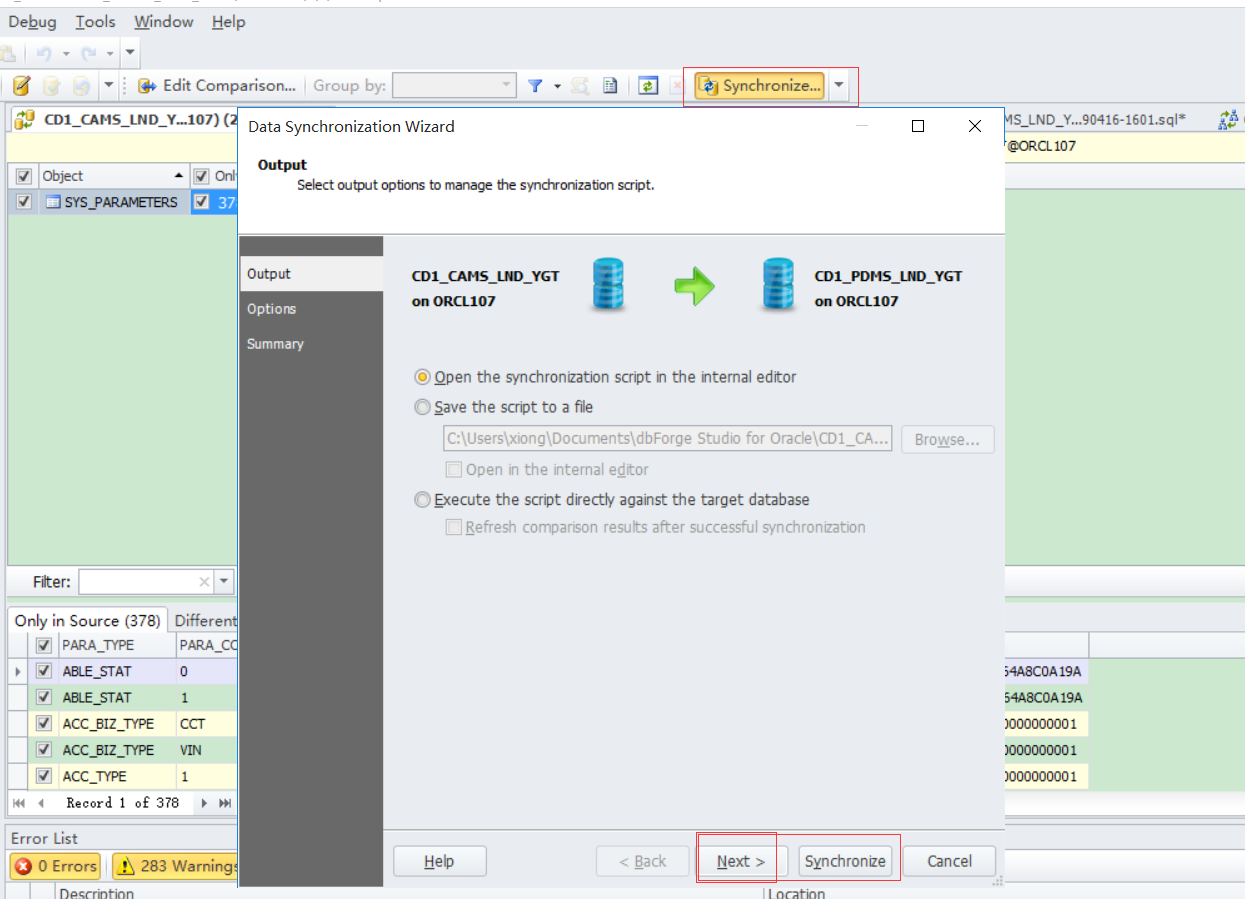 Debug Tools Window Help
Edit Comparison... Group by: Synchronize...
CD1_CAMS_LND_Y...107) (2
Data Synchronization Wizard
MS_LND_Y...90416-1601.sql*
@ORCL107
Output
Select output options to manage the synchronization script.
Object Onl
SYS_PARAMETERS 37
Output
Options
Summary
CD1_CAMS_LND_YGT
on ORCL107
CD1_PDMS_LND_YGT
on ORCL107
Open the synchronization script in the internal editor
Save the script to a file
C:\Users\xiong\Documents\dbForge Studio for Oracle\CD1_CA... Browse...
Open in the internal editor
Execute the script directly against the target database
Refresh comparison results after successful synchronization
Filter:
Only in Source (378) Different
PARA_TYPE PARA_CO
ABLE_STAT 0 64A8C0A19A
ABLE_STAT 1 64A8C0A19A
ACC_BIZ_TYPE CCT 0000000001
ACC_BIZ_TYPE VIN 0000000001
ACC_TYPE 1 0000000001
Record 1 of 378
Error List
0 Errors 283 Warnings
Help < Back Next > Synchronize Cancel
Description Location